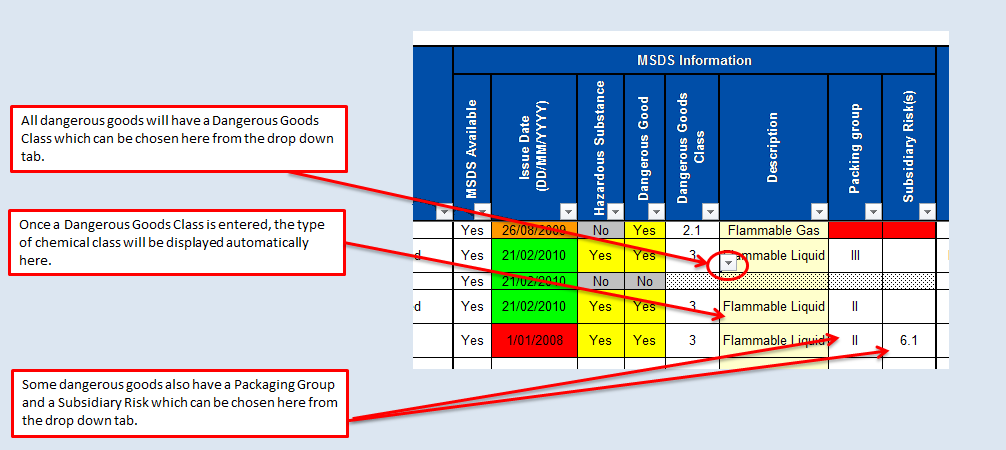 MSDS Information
MSDS Available
Issue Date
(DD/MM/YYYY)
Hazardous Substance
Dangerous Good
Dangerous Goods
Class
Description
Packing group
Subsidiary Risk(s)
All dangerous goods will have a Dangerous Goods
Class which can be chosen here from the drop down
tab.
Once a Dangerous Goods Class is entered, the type
of chemical class will be displayed automatically
here.
Some dangerous goods also have a Packaging Group
and a Subsidiary Risk which can be chosen here from
the drop down tab.
Yes 26/08/2009 No Yes 2.1 Flammable Gas
d Yes 21/02/2010 Yes Yes 3 Flammable Liquid III
Yes 21/02/2010 No No
d Yes 21/02/2010 Yes Yes 3 Flammable Liquid II
Yes 1/01/2008 Yes Yes 3 Flammable Liquid II 6.1